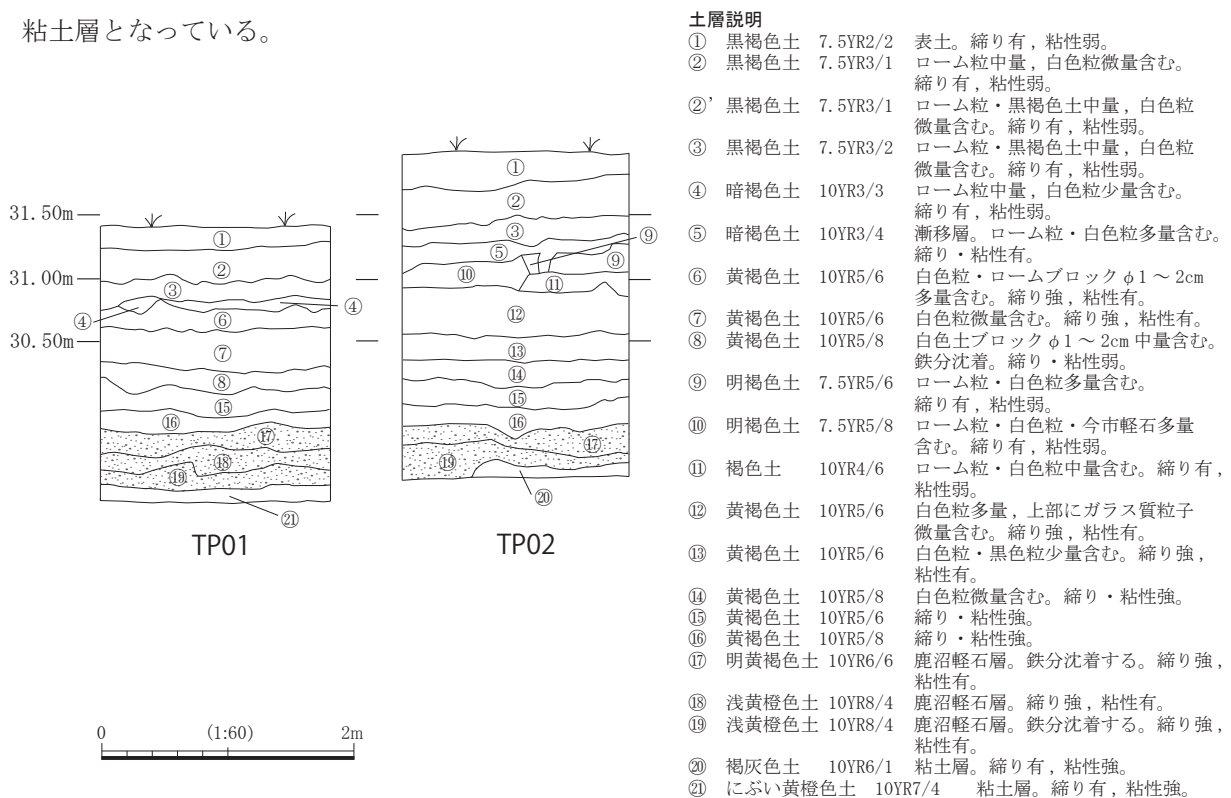 粘土層となっている。
31.50m
31.00m
30.50m
①
②
③
④
④
⑥
⑦
⑧
⑮
⑯
⑰
⑱
⑲
㉑
TP01
①
②
③
⑤
⑨
⑨
⑩
⑪
⑫
⑬
⑭
⑮
⑯
⑰
⑲
⑳
TP02
0 (1:60) 2m
土層説明
① 黒褐色土 7.5YR2/2 表土。締り有，粘性弱。
② 黒褐色土 7.5YR3/1 ローム粒中量，白色粒微量含む。
締り有，粘性弱。
②’ 黒褐色土 7.5YR3/1 ローム粒・黒褐色土中量，白色粒
微量含む。締り有，粘性弱。
③ 黒褐色土 7.5YR3/2 ローム粒・黒褐色土中量，白色粒
微量含む。締り有，粘性弱。
④ 暗褐色土 10YR3/3 ローム粒中量，白色粒少量含む。
締り有，粘性弱。
⑤ 暗褐色土 10YR3/4 漸移層。ローム粒・白色粒多量含む。
締り・粘性有。
⑥ 黄褐色土 10YR5/6 白色粒・ロームブロックφ1～2cm
多量含む。締り強，粘性有。
⑦ 黄褐色土 10YR5/6 白色粒微量含む。締り強，粘性有。
⑧ 黄褐色土 10YR5/8 白色土ブロックφ1～2cm 中量含む。
鉄分沈着。締り・粘性弱。
⑨ 明褐色土 7.5YR5/6 ローム粒・白色粒多量含む。
締り有，粘性弱。
⑩ 明褐色土 7.5YR5/8 ローム粒・白色粒・今市軽石多量
含む。締り有，粘性弱。
⑪ 褐色土 10YR4/6 ローム粒・白色粒中量含む。締り有，
粘性弱。
⑫ 黄褐色土 10YR5/6 白色粒多量，上部にガラス質粒子
微量含む。締り強，粘性有。
⑬ 黄褐色土 10YR5/6 白色粒・黒色粒少量含む。締り強，
粘性有。
⑭ 黄褐色土 10YR5/8 白色粒微量含む。締り・粘性強。
⑮ 黄褐色土 10YR5/6 締り・粘性強。
⑯ 黄褐色土 10YR5/8 締り・粘性強。
⑰ 明黄褐色土 10YR6/6 鹿沼軽石層。鉄分沈着する。締り強，
粘性有。
⑱ 浅黄橙色土 10YR8/4 鹿沼軽石層。締り強，粘性有。
⑲ 浅黄橙色土 10YR8/4 鹿沼軽石層。鉄分沈着する。締り強，
粘性有。
⑳ 褐灰色土 10YR6/1 粘土層。締り有，粘性強。
㉑ にぶい黄橙色土 10YR7/4 粘土層。締り有，粘性強。